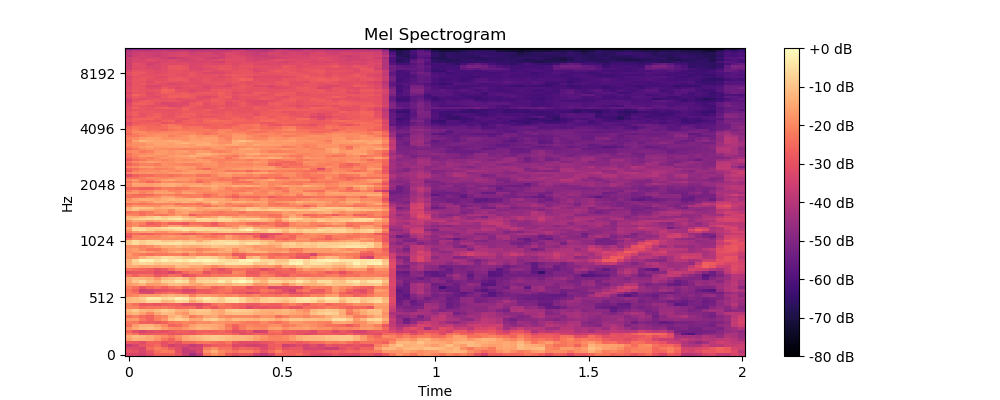 Mel Spectrogram
Hz
8192
4096
2048
1024
512
0
0
0.5
1
1.5
2
Time
+0 dB
-10 dB
-20 dB
-30 dB
-40 dB
-50 dB
-60 dB
-70 dB
-80 dB